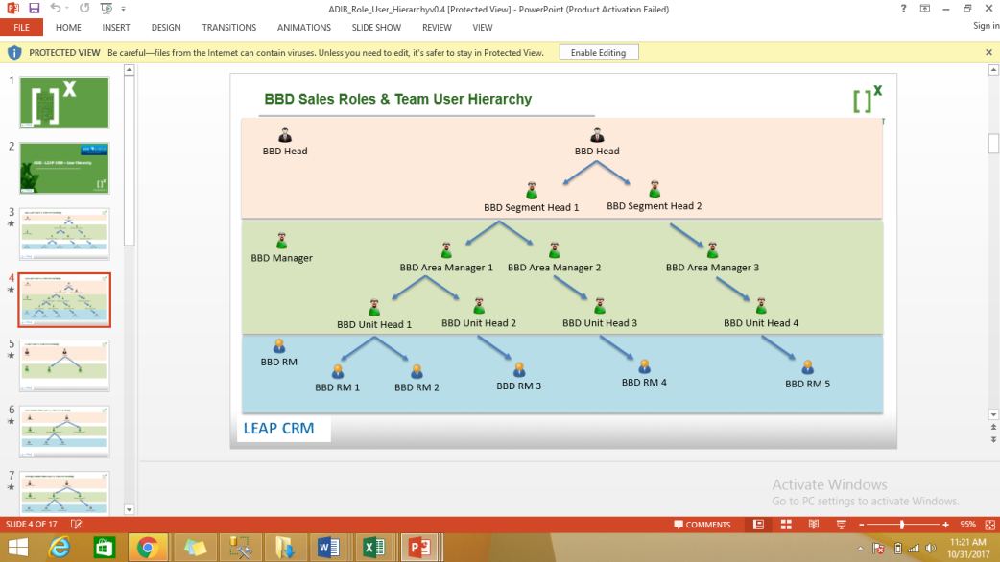 ADIB_Role_User_Hierarchyv0.4 [Protected View] - PowerPoint (Product Activation Failed)
FILE HOME INSERT DESIGN TRANSITIONS ANIMATIONS SLIDE SHOW REVIEW VIEW Sign in
PROTECTED VIEW Be careful—files from the Internet can contain viruses. Unless you need to edit, it's safer to stay in Protected View. Enable Editing
1
2
3
4
5
6
7
[ ]X
BBD Sales Roles & Team User Hierarchy
[ ]X
BBD Head
BBD Head
BBD Segment Head 1
BBD Segment Head 2
BBD Manager
BBD Area Manager 1
BBD Area Manager 2
BBD Area Manager 3
BBD Unit Head 1
BBD Unit Head 2
BBD Unit Head 3
BBD Unit Head 4
BBD RM
BBD RM 1
BBD RM 2
BBD RM 3
BBD RM 4
BBD RM 5
LEAP CRM
Activate Windows
Go to PC settings to activate Windows.
SLIDE 4 OF 17 COMMENTS 95%
11:21 AM
10/31/2017